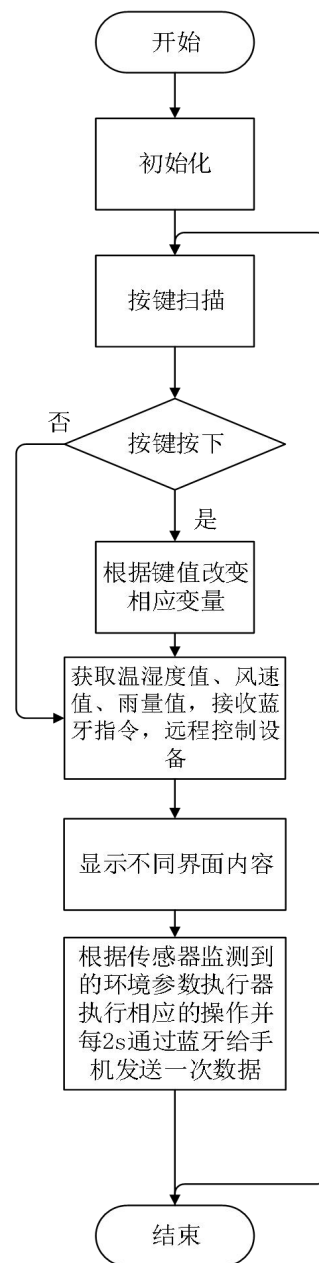 开始
初始化
按键扫描
按键按下
否
是
根据键值改变
相应变量
获取温湿度值、风速
值、雨量值，接收蓝
牙指令，远程控制设
备
显示不同界面内容
根据传感器监测到
的环境参数执行器
执行相应的操作并
每2s通过蓝牙给手
机发送一次数据
结束